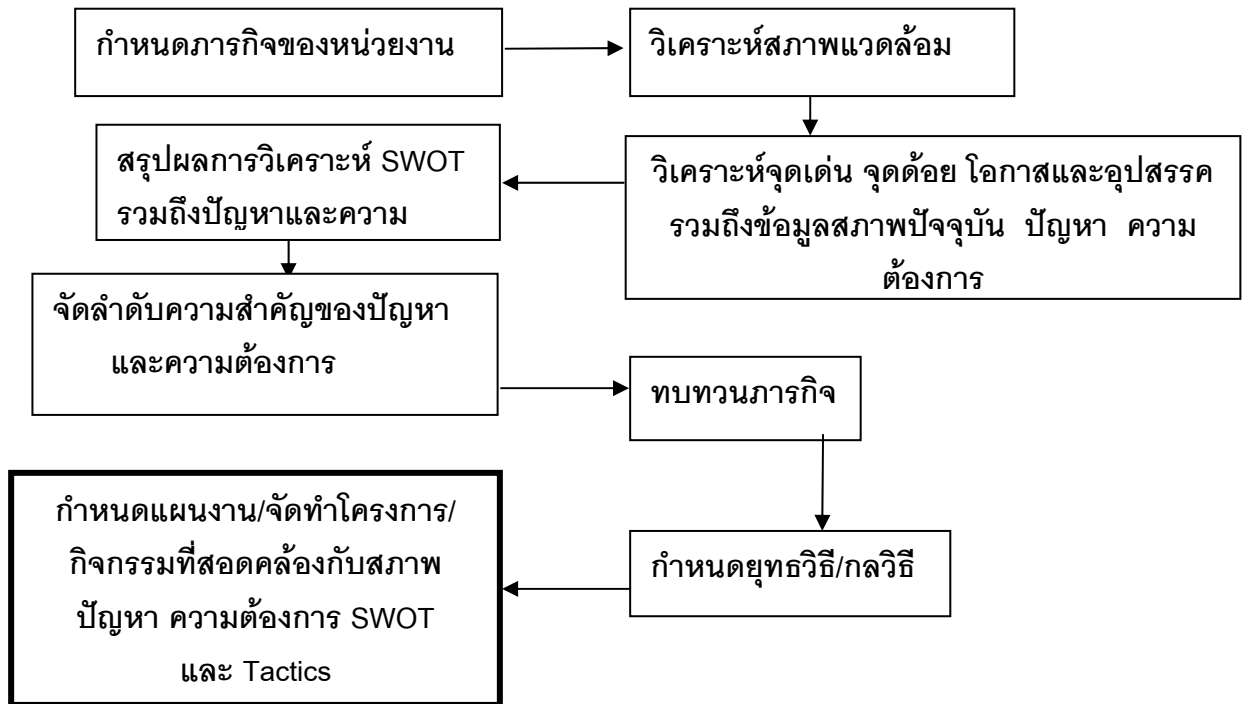 กำหนดภารกิจของหน่วยงาน
วิเคราะห์สภาพแวดล้อม
วิเคราะห์จุดเด่น จุดด้อย โอกาสและอุปสรรค
รวมถึงข้อมูลสภาพปัจจุบัน ปัญหา ความ
ต้องการ
สรุปผลการวิเคราะห์ SWOT
รวมถึงปัญหาและความ
จัดลำดับความสำคัญของปัญหา
และความต้องการ
ทบทวนภารกิจ
กำหนดยุทธวิธี/กลวิธี
กำหนดแผนงาน/จัดทำโครงการ/
กิจกรรมที่สอดคล้องกับสภาพ
ปัญหา ความต้องการ SWOT
และ Tactics